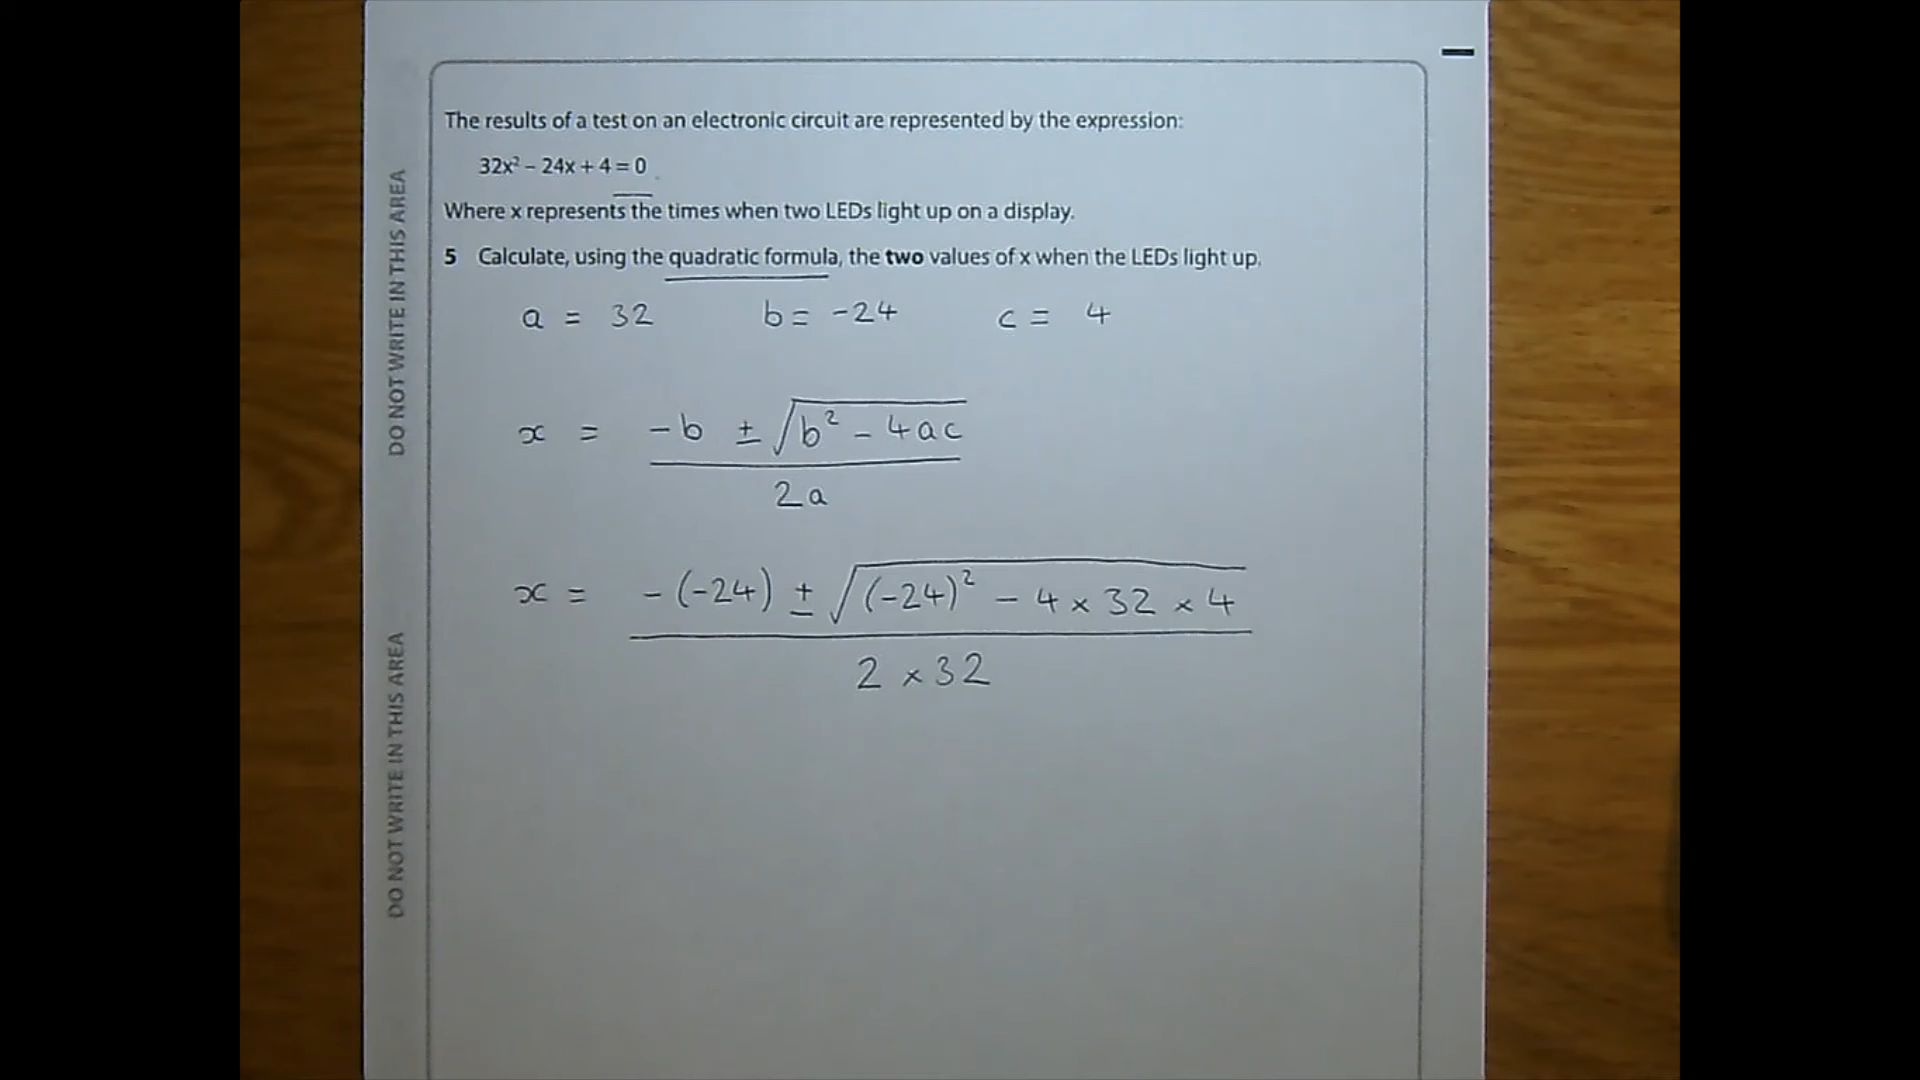 The results of a test on an electronic circuit are represented by the expression:
32x² – 24x + 4 = 0
Where x represents the times when two LEDs light up on a display.
5 Calculate, using the quadratic formula, the two values of x when the LEDs light up.
a = 32 b = -24 c = 4
x = -b ± √b² - 4ac
2a
x = -(-24) ± √(-24)² - 4 × 32 × 4
2 × 32
DO NOT WRITE IN THIS AREA
DO NOT WRITE IN THIS AREA